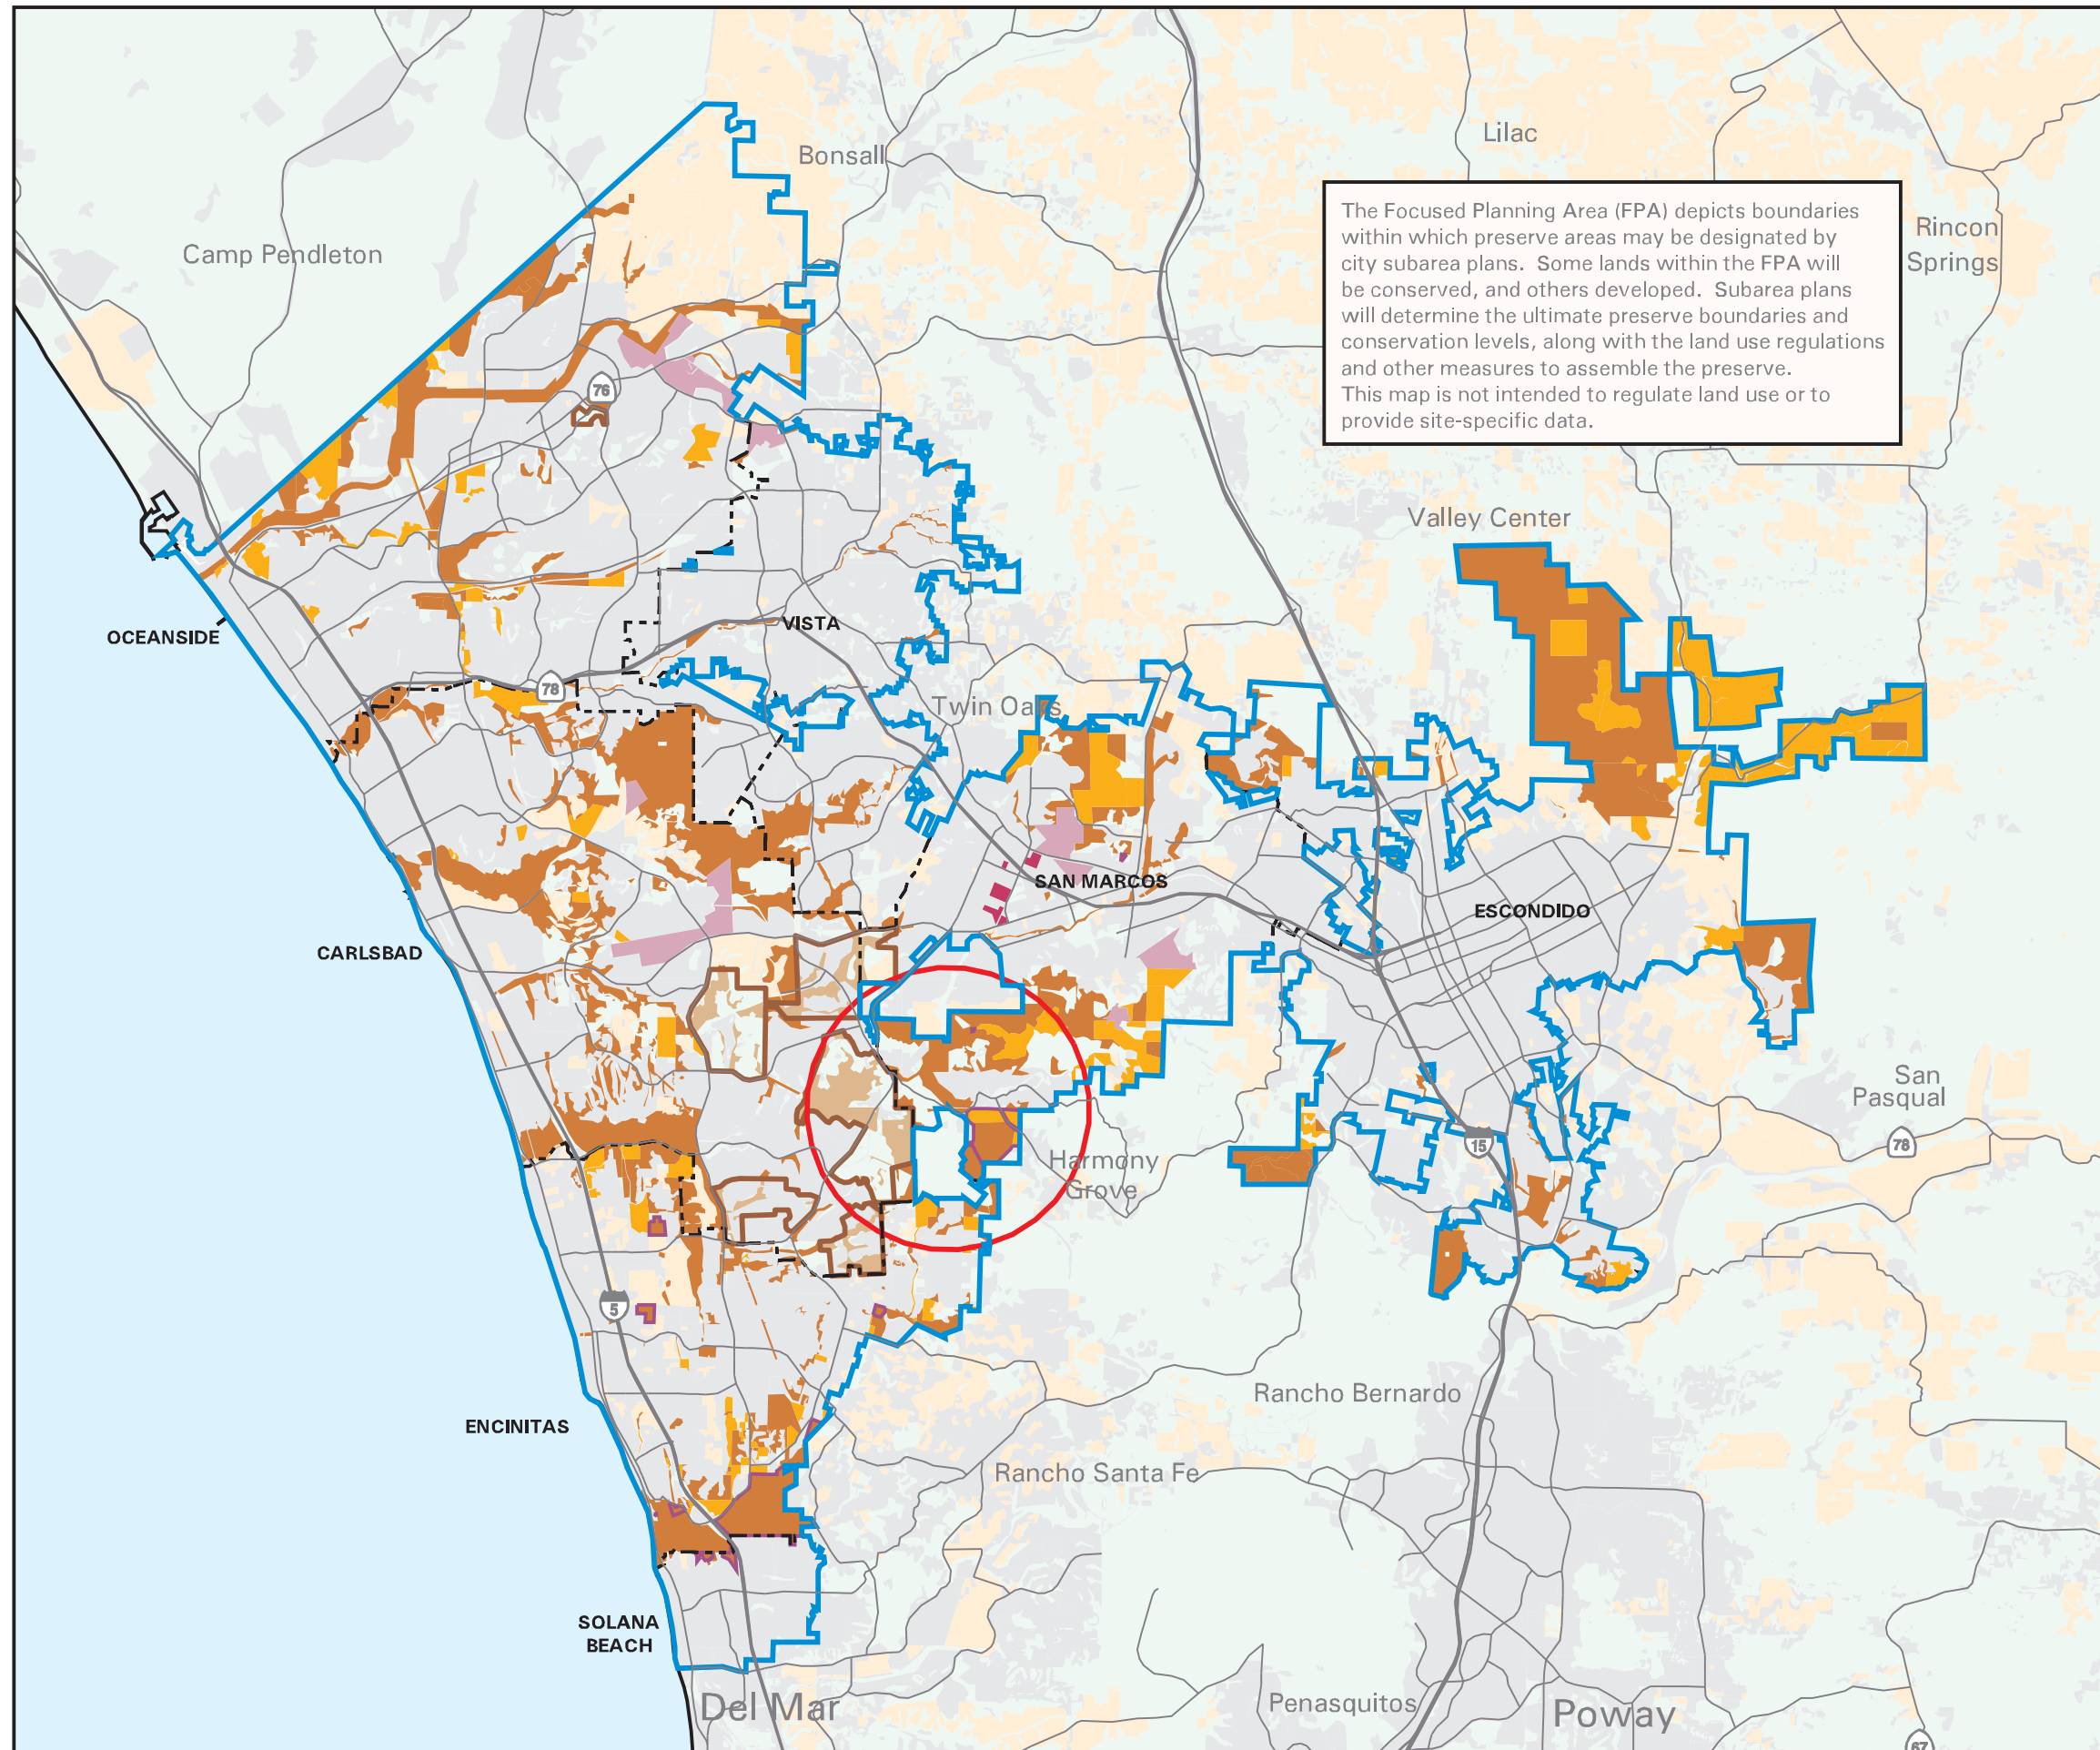 Bonsall
Lilac
The Focused Planning Area (FPA) depicts boundaries
within which preserve areas may be designated by
city subarea plans. Some lands within the FPA will
be conserved, and others developed. Subarea plans
will determine the ultimate preserve boundaries and
conservation levels, along with the land use regulations
and other measures to assemble the preserve.
This map is not intended to regulate land use or to
provide site-specific data.
Rincon
Springs
Camp Pendleton
76
Valley Center
OCEANSIDE
VISTA
78
Twin Oaks
SAN MARCOS
ESCONDIDO
CARLSBAD
San
Pasqual
78
15
Harmony
Grove
5
Rancho Bernardo
ENCINITAS
Rancho Santa Fe
SOLANA
BEACH
Del Mar
Penasquitos
Poway
67